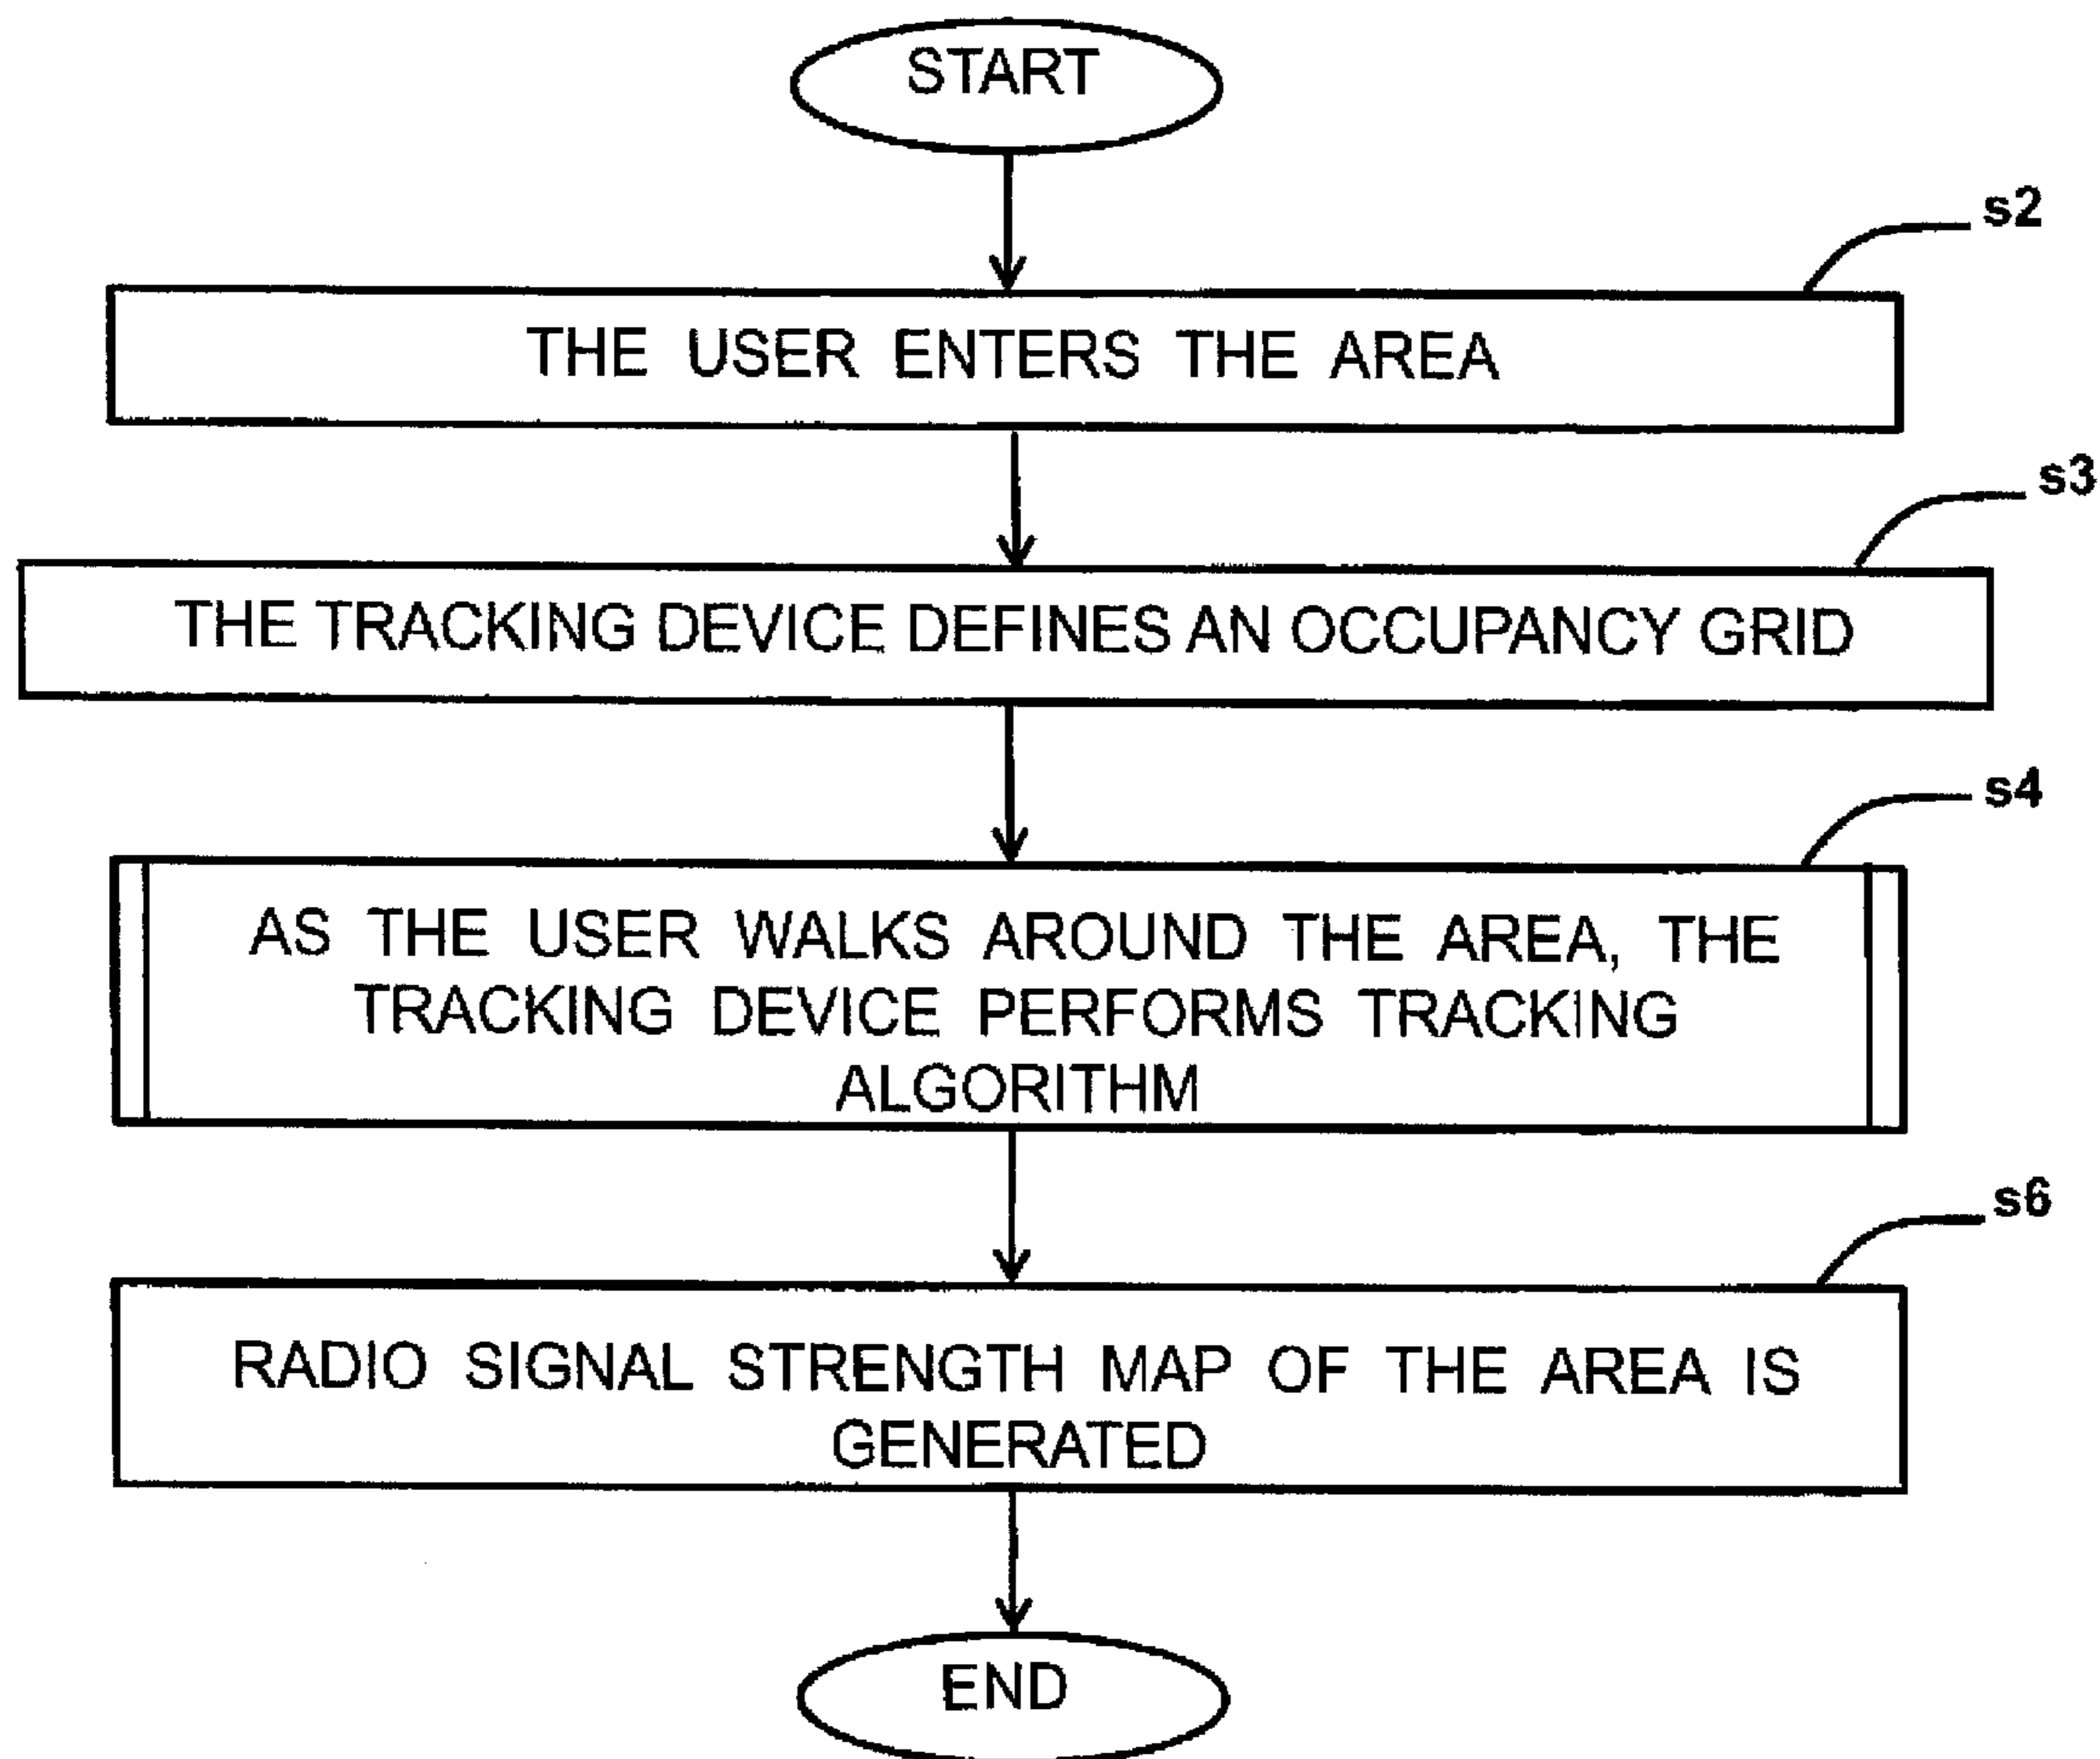 START
s2
THE USER ENTERS THE AREA
s3
THE TRACKING DEVICE DEFINES AN OCCUPANCY GRID
s4
AS THE USER WALKS AROUND THE AREA, THE
TRACKING DEVICE PERFORMS TRACKING
ALGORITHM
s6
RADIO SIGNAL STRENGTH MAP OF THE AREA IS
GENERATED
END